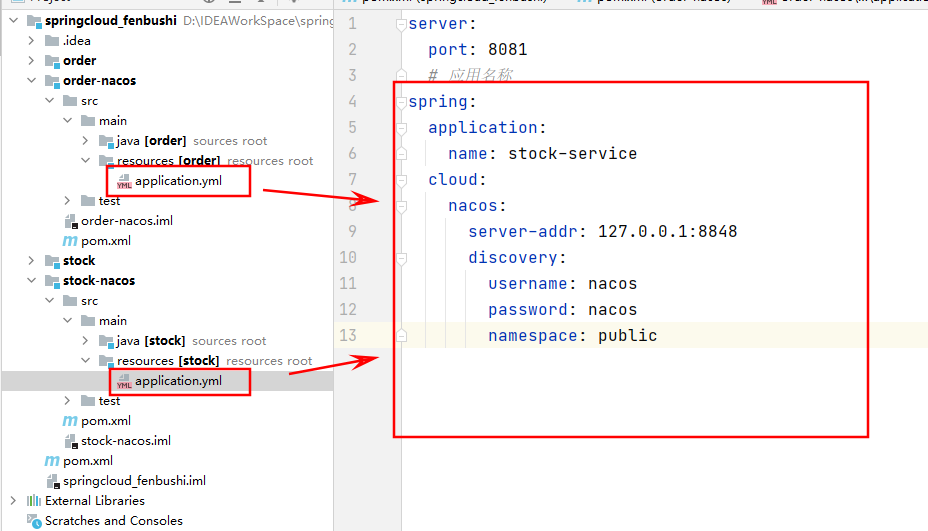 Project
springcloud_fenbushi D:\IDEAWorkSpace\spring
.idea
order
order-nacos
src
main
java [order] sources root
resources [order] resources root
application.yml
test
order-nacos.iml
pom.xml
stock
stock-nacos
src
main
java [stock] sources root
resources [stock] resources root
application.yml
test
pom.xml
stock-nacos.iml
pom.xml
springcloud_fenbushi.iml
External Libraries
Scratches and Consoles
1 server:
2 port: 8081
3 # 应用名称
4 spring:
5 application:
6 name: stock-service
7 cloud:
8 nacos:
9 server-addr: 127.0.0.1:8848
10 discovery:
11 username: nacos
12 password: nacos
13 namespace: public